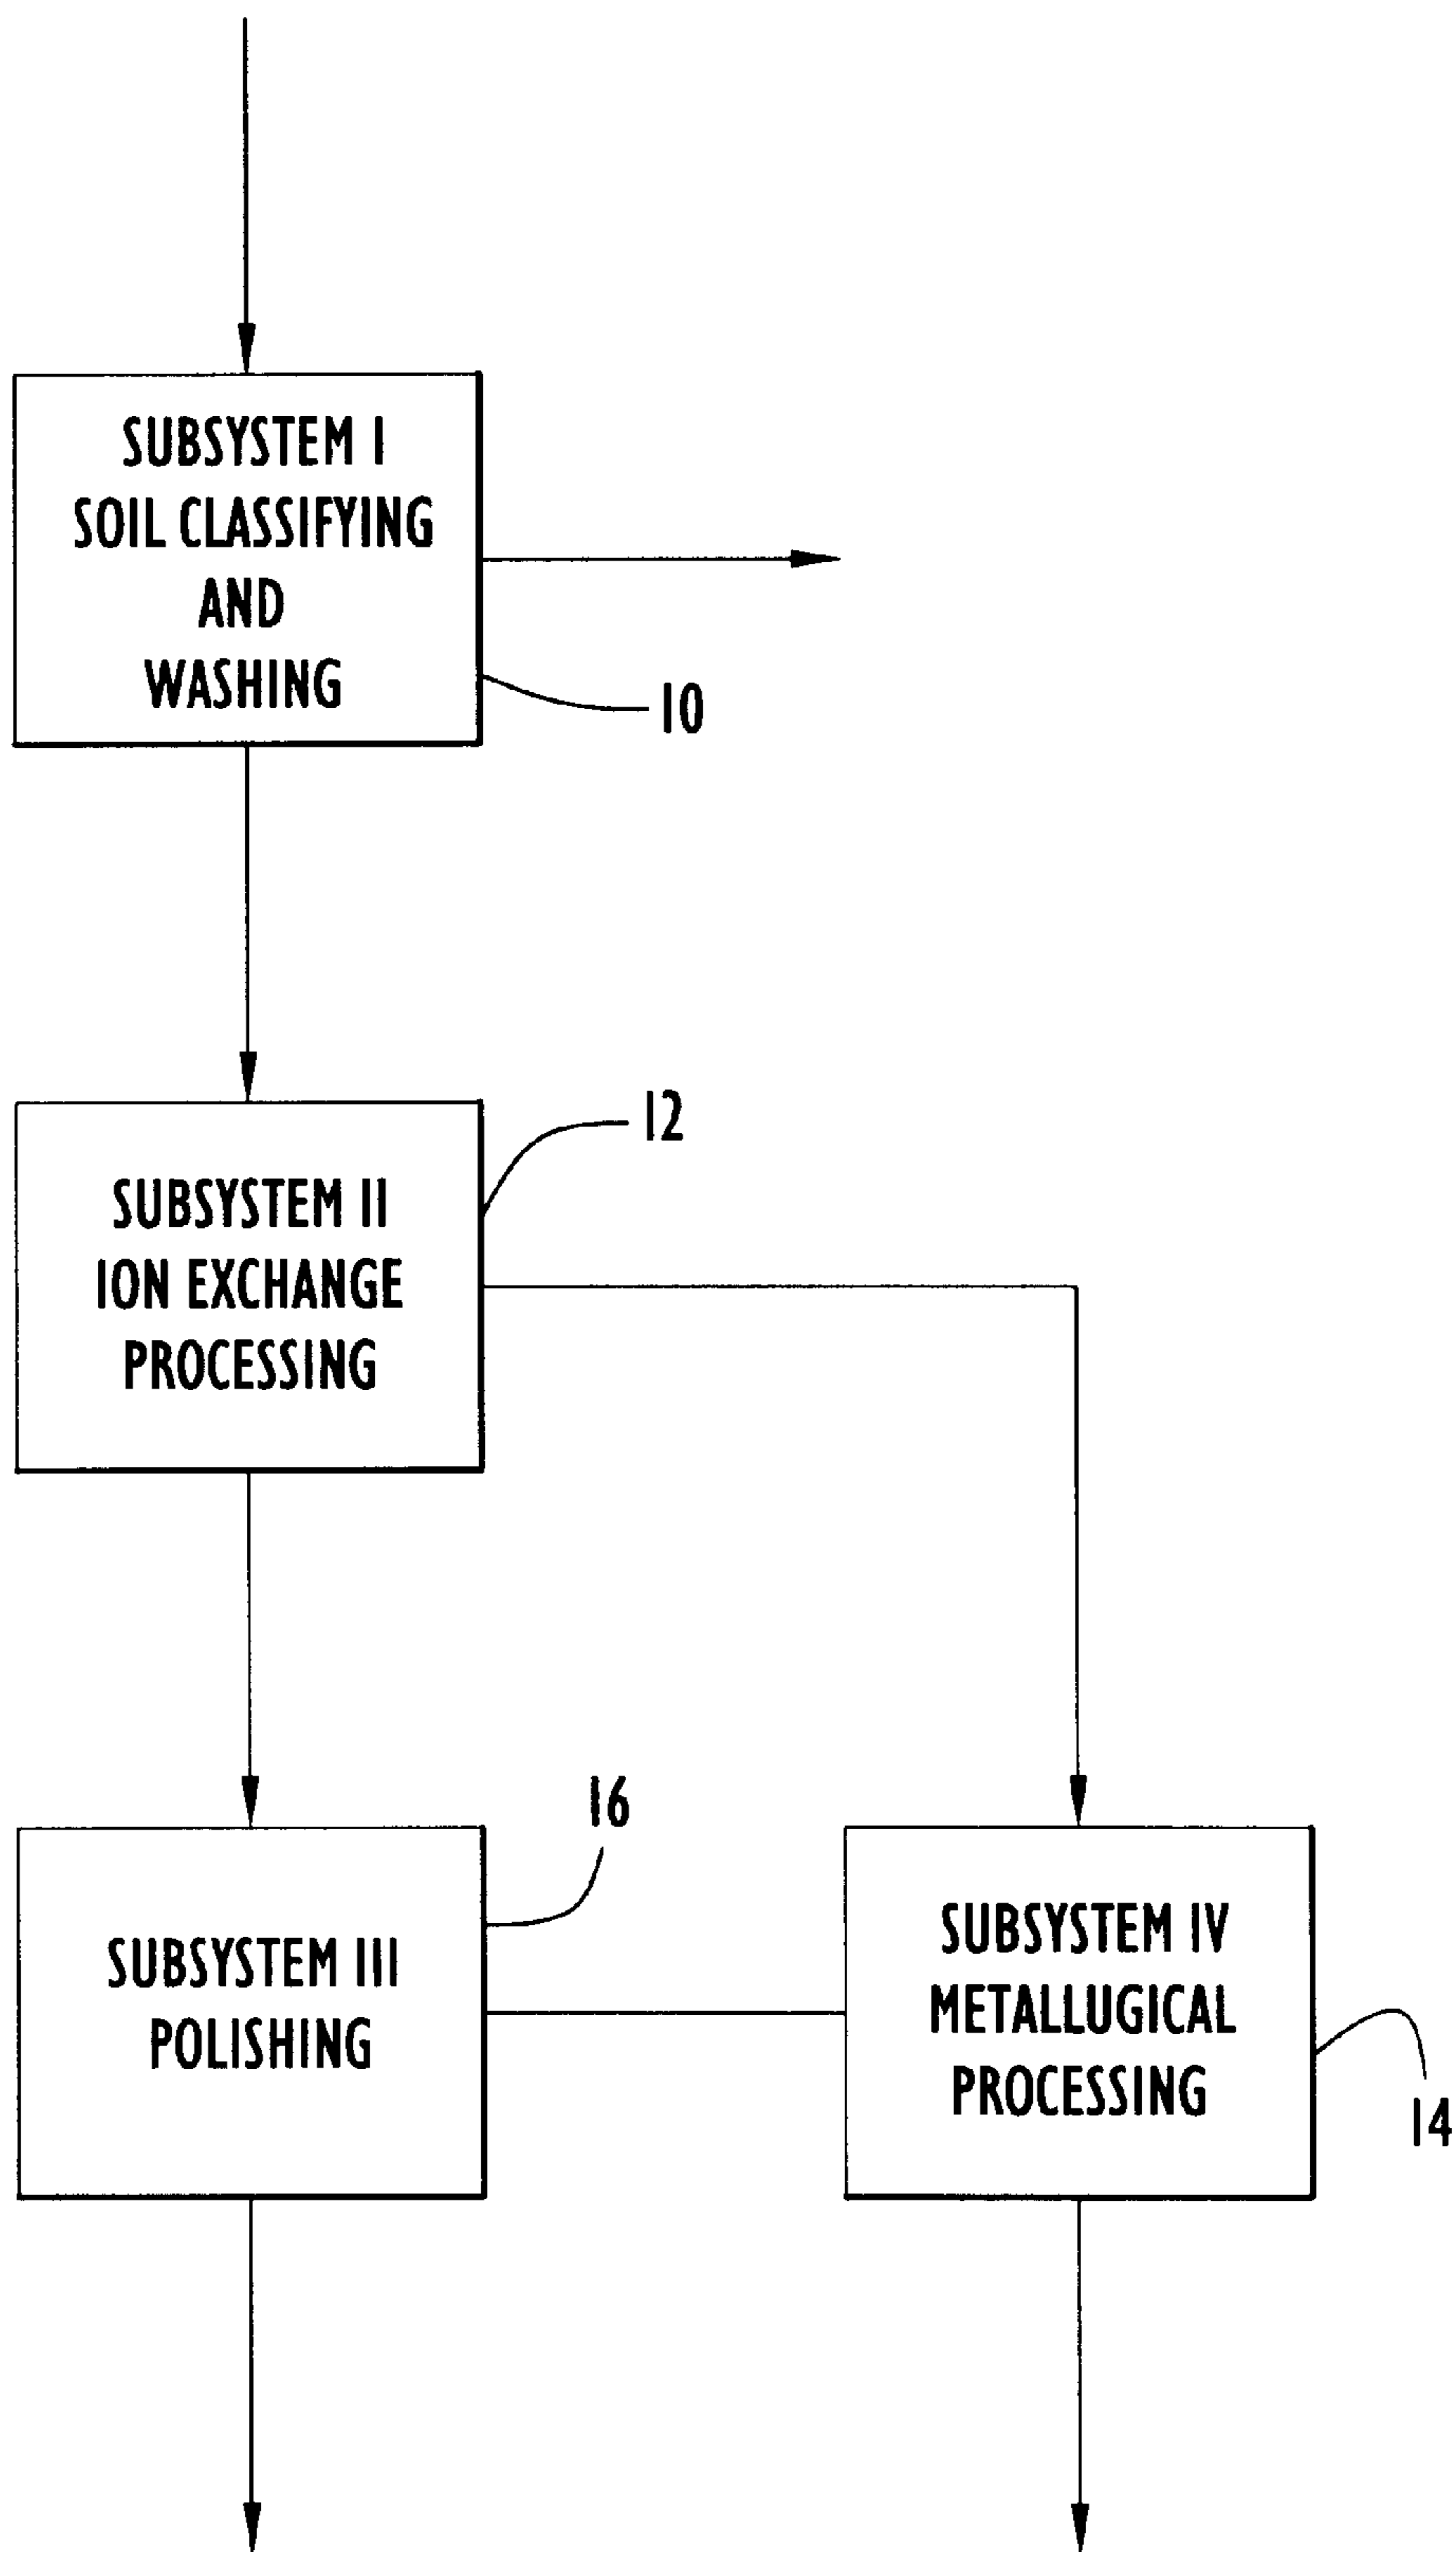 SUBSYSTEM I
SOIL CLASSIFYING
AND
WASHING
10
12
SUBSYSTEM II
ION EXCHANGE
PROCESSING
16
SUBSYSTEM III
POLISHING
SUBSYSTEM IV
METALLUGICAL
PROCESSING
14